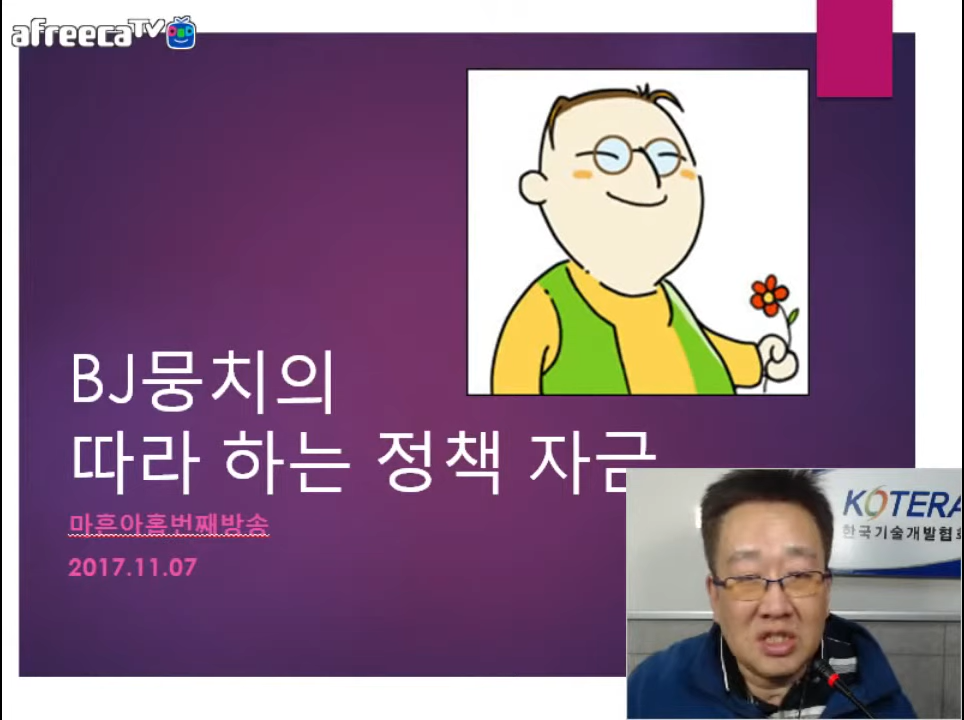 afreecaTV
BJ뭉치의
따라 하는 정책 자금
마흔아홉번째방송
2017.11.07
KOTERA
한국기술개발협회